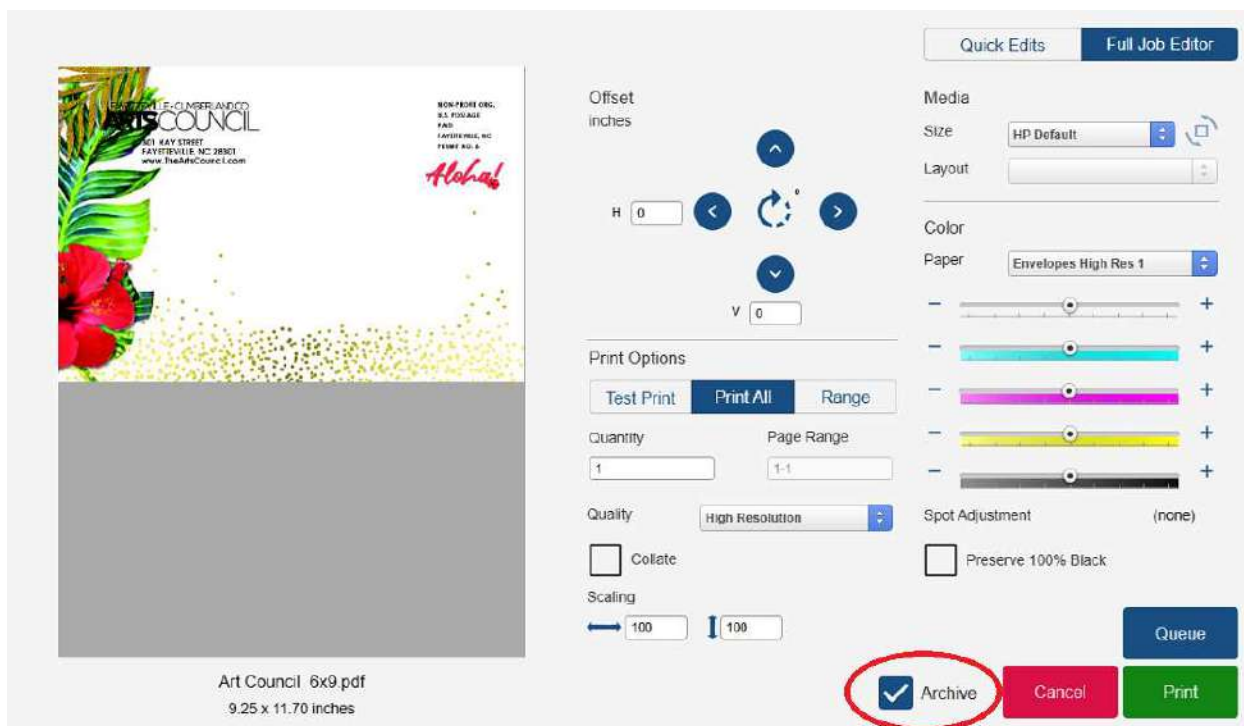 Quick Edits
Full Job Editor
COUNCIL
301 HAY STREET
FAYETTEVILLE, NC 28301
www.TheArtsCouncil.com
NON-PROFIT ORG.
U.S. POSTAGE
PAID
FAYETTEVILLE, NC
Aloha!
Art Council 6x9.pdf
9.25 x 11.70 inches
Offset
inches
H 0
V 0
Print Options
Test Print
Print All
Range
Quantity
Page Range
1
1-1
Quality
High Resolution
Collate
Scaling
100
100
Media
Size
HP Default
Layout
Color
Paper
Envelopes High Res 1
- +
- +
- +
- +
- +
Spot Adjustment
(none)
Preserve 100% Black
Queue
Archive
Cancel
Print